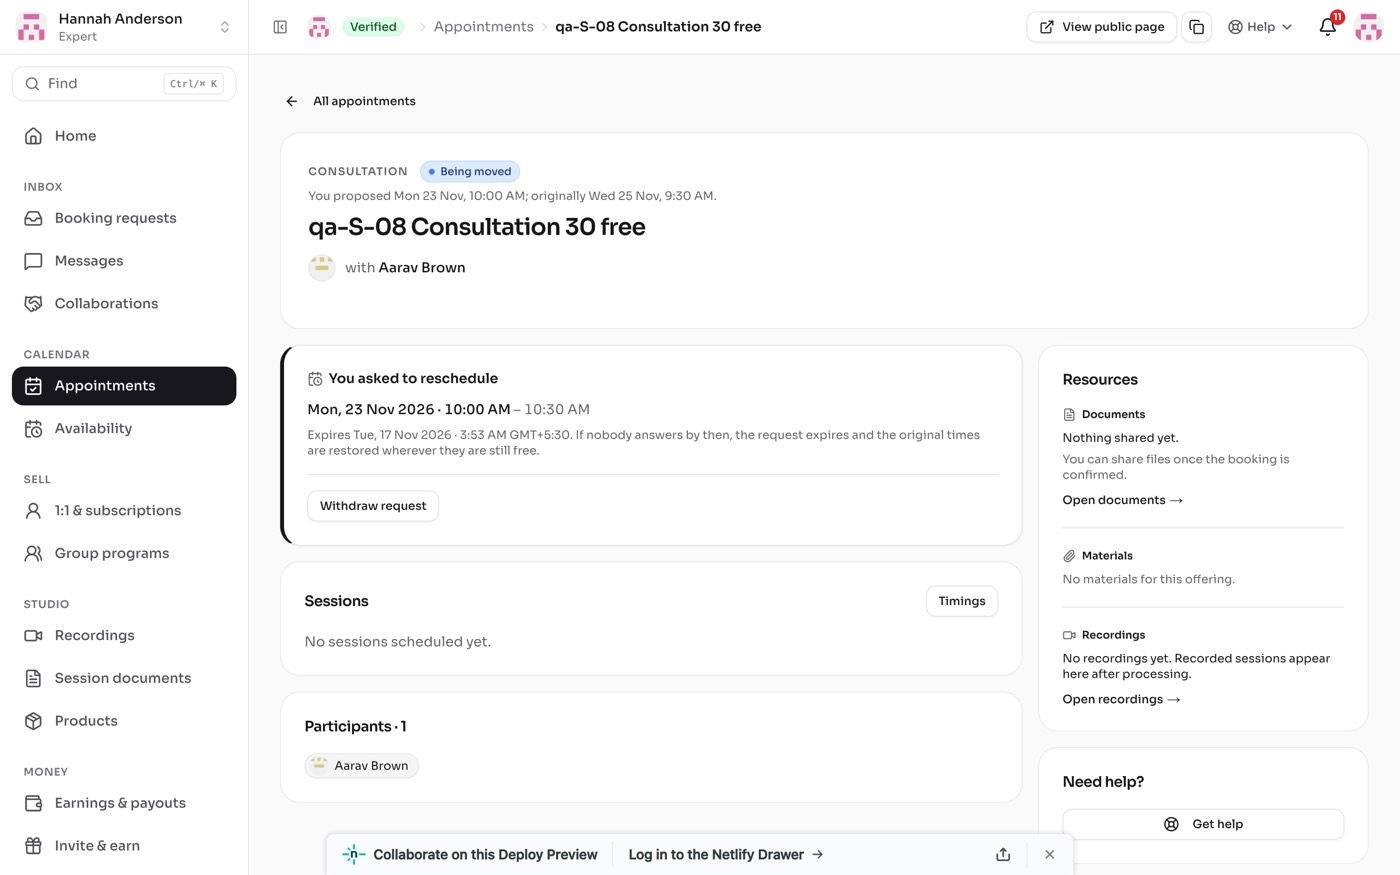 Hannah Anderson
Expert
Verified
Appointments
qa-S-08 Consultation 30 free
View public page
Help
11
Find
Ctrl/⌘ K
Home
INBOX
Booking requests
Messages
Collaborations
CALENDAR
Appointments
Availability
SELL
1:1 & subscriptions
Group programs
STUDIO
Recordings
Session documents
Products
MONEY
Earnings & payouts
Invite & earn
All appointments
CONSULTATION
Being moved
You proposed Mon 23 Nov, 10:00 AM; originally Wed 25 Nov, 9:30 AM.
qa-S-08 Consultation 30 free
with Aarav Brown
You asked to reschedule
Mon, 23 Nov 2026 · 10:00 AM – 10:30 AM
Expires Tue, 17 Nov 2026 · 3:53 AM GMT+5:30. If nobody answers by then, the request expires and the original times
are restored wherever they are still free.
Withdraw request
Sessions
Timings
No sessions scheduled yet.
Participants · 1
Aarav Brown
Resources
Documents
Nothing shared yet.
You can share files once the booking is
confirmed.
Open documents →
Materials
No materials for this offering.
Recordings
No recordings yet. Recorded sessions appear
here after processing.
Open recordings →
Need help?
Get help
Collaborate on this Deploy Preview
Log in to the Netlify Drawer →